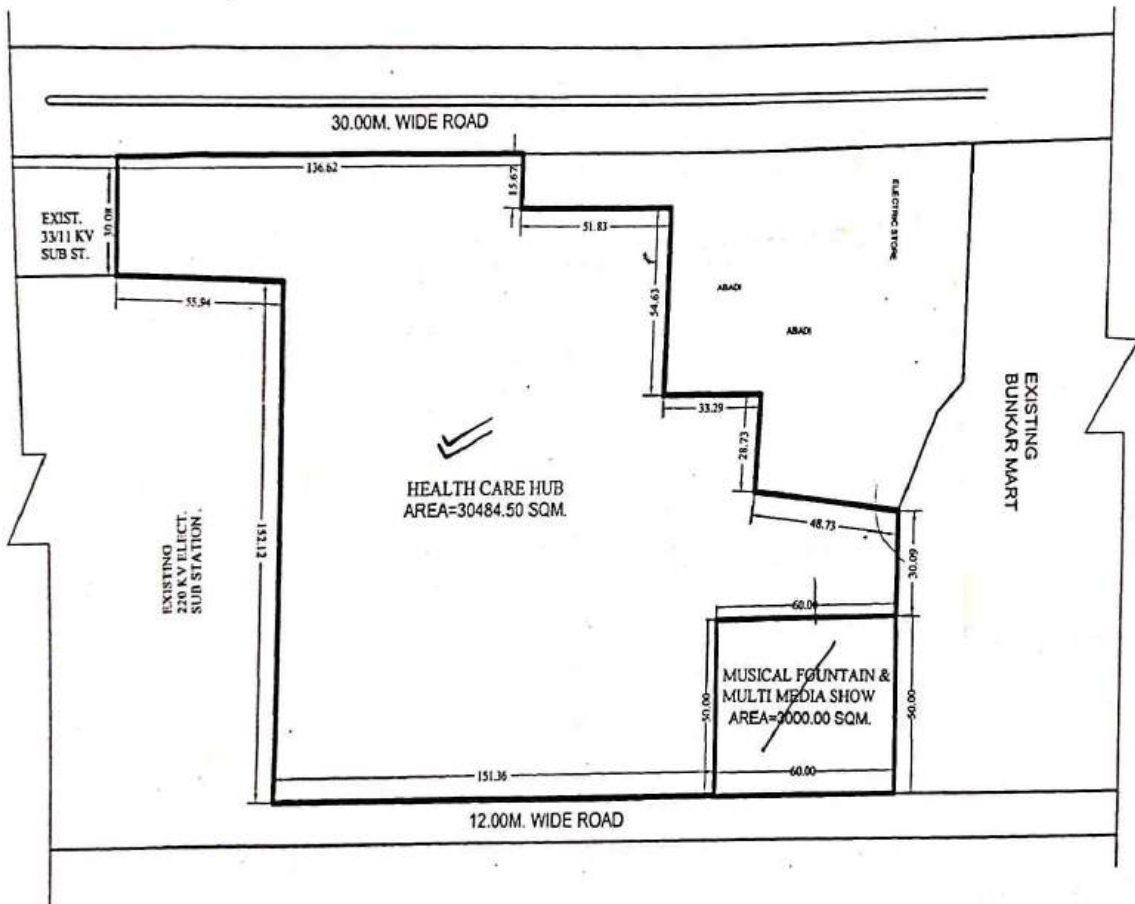 30.00M. WIDE ROAD
136.62
15.67
EXIST.
33/11 KV
SUB ST.
51.83
ELECTRIC STORE
55.94
54.63
ABADI
ABADI
33.29
28.73
EXISTING
BUNKAR MART
HEALTH CARE HUB
AREA=30484.50 SQM.
48.73
30.09
EXISTING
220 KV ELECT.
SUB STATION.
152.12
60.00
MUSICAL FOUNTAIN &
MULTI MEDIA SHOW
AREA=3000.00 SQM.
50.00
50.00
151.36
60.00
12.00M. WIDE ROAD